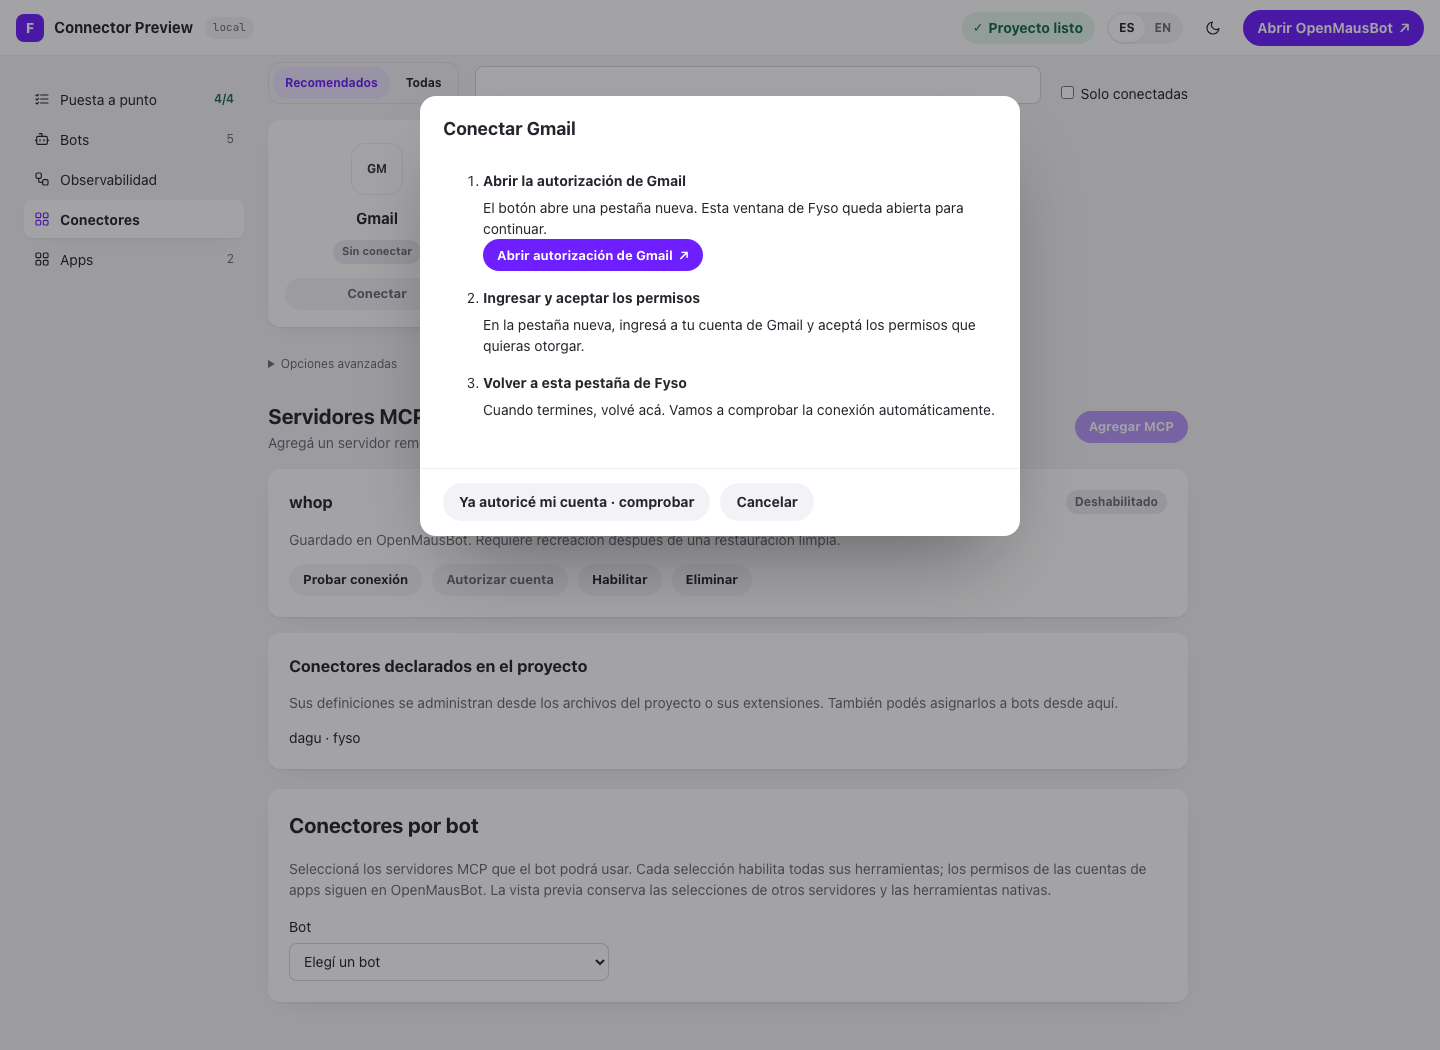 F Connector Preview local
✓ Proyecto listo
ES EN
Abrir OpenMausBot ↗
Puesta a punto 4/4
Bots 5
Observabilidad
Conectores
Apps 2
Recomendados Todas
Solo conectadas
GM
Gmail
Sin conectar
Conectar
▶ Opciones avanzadas
Conectar Gmail
1. Abrir la autorización de Gmail
El botón abre una pestaña nueva. Esta ventana de Fyso queda abierta para
continuar.
Abrir autorización de Gmail ↗
2. Ingresar y aceptar los permisos
En la pestaña nueva, ingresá a tu cuenta de Gmail y aceptá los permisos que
quieras otorgar.
3. Volver a esta pestaña de Fyso
Cuando termines, volvé acá. Vamos a comprobar la conexión automáticamente.
Ya autoricé mi cuenta · comprobar
Cancelar
Servidores MCP
Agregá un servidor rem
Agregar MCP
whop
Deshabilitado
Guardado en OpenMausBot. Requiere recreación después de una restauración limpia.
Probar conexión Autorizar cuenta Habilitar Eliminar
Conectores declarados en el proyecto
Sus definiciones se administran desde los archivos del proyecto o sus extensiones. También podés asignarlos a bots desde aquí.
dagu · fyso
Conectores por bot
Seleccioná los servidores MCP que el bot podrá usar. Cada selección habilita todas sus herramientas; los permisos de las cuentas de
apps siguen en OpenMausBot. La vista previa conserva las selecciones de otros servidores y las herramientas nativas.
Bot
Elegí un bot